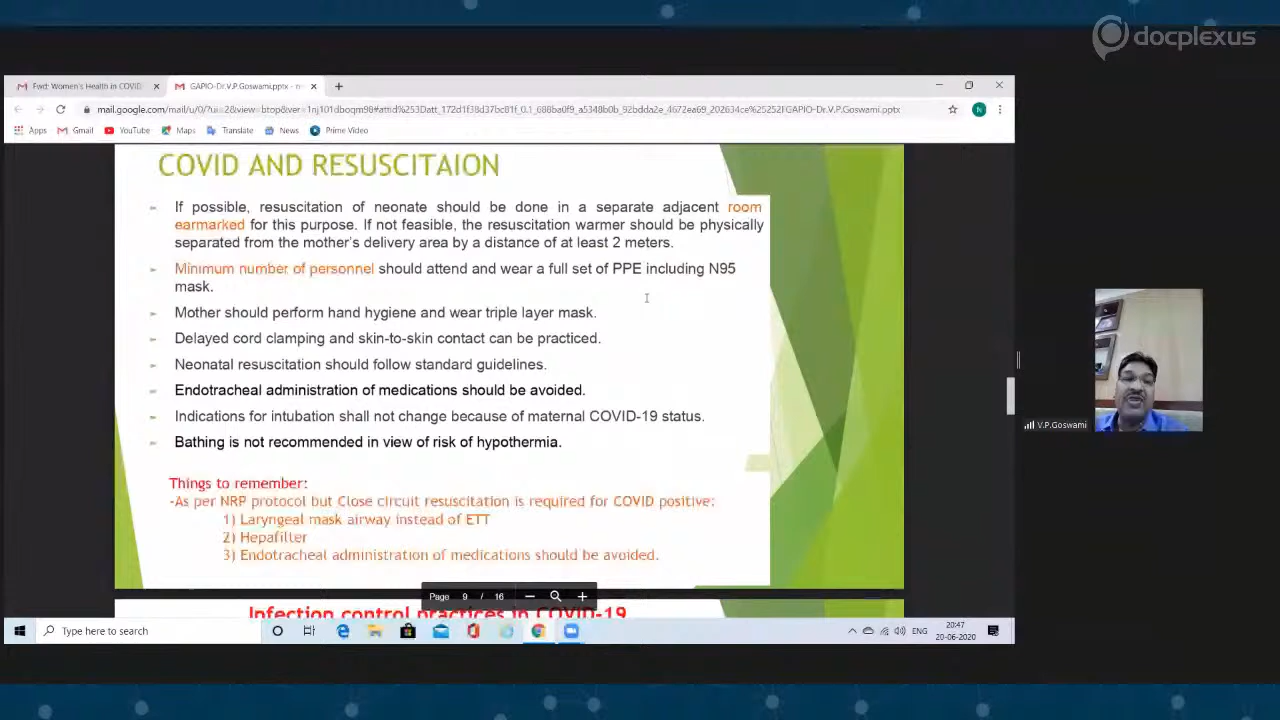 docplexus
Fwd: Women's Health in COVID
GAPIO-Dr.V.P.Goswami.pptx - n
Apps
Gmail
YouTube
Maps
Translate
News
Prime Video
COVID AND RESUSCITAION
If possible, resuscitation of neonate should be done in a separate adjacent room
earmarked for this purpose. If not feasible, the resuscitation warmer should be physically
separated from the mother's delivery area by a distance of at least 2 meters.
Minimum number of personnel should attend and wear a full set of PPE including N95
mask.
Mother should perform hand hygiene and wear triple layer mask.
Delayed cord clamping and skin-to-skin contact can be practiced.
Neonatal resuscitation should follow standard guidelines.
Endotracheal administration of medications should be avoided.
Indications for intubation shall not change because of maternal COVID-19 status.
Bathing is not recommended in view of risk of hypothermia.
Things to remember:
-As per NRP protocol but Close circuit resuscitation is required for COVID positive:
1) Laryngeal mask airway instead of ETT
2) Hepafilter
3) Endotracheal administration of medications should be avoided.
Page 9 / 16
Infection control practices in COVID-19
V.P.Goswami
Type here to search
ENG
20:47
20-06-2020